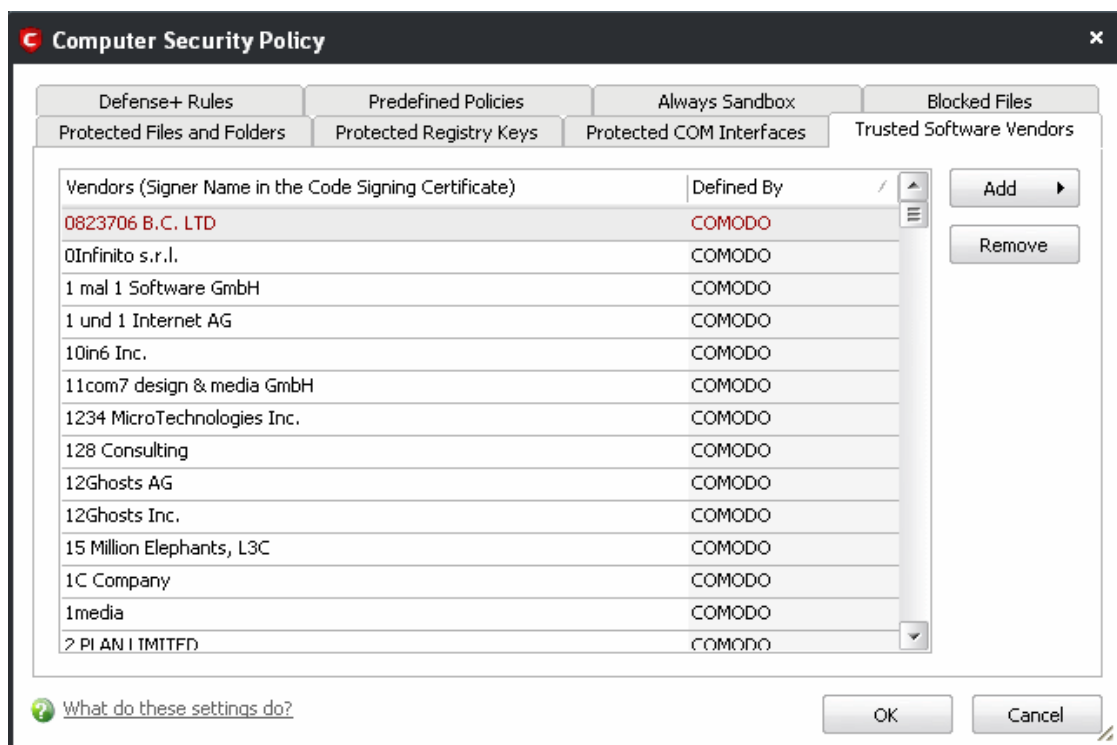 Computer Security Policy
Defense+ Rules Predefined Policies Always Sandbox Blocked Files
Protected Files and Folders Protected Registry Keys Protected COM Interfaces Trusted Software Vendors
Vendors (Signer Name in the Code Signing Certificate) Defined By
Add
0823706 B.C. LTD COMODO
Remove
0Infinito s.r.l. COMODO
1 mal 1 Software GmbH COMODO
1 und 1 Internet AG COMODO
10in6 Inc. COMODO
11com7 design & media GmbH COMODO
1234 MicroTechnologies Inc. COMODO
128 Consulting COMODO
12Ghosts AG COMODO
12Ghosts Inc. COMODO
15 Million Elephants, L3C COMODO
1C Company COMODO
1media COMODO
2 PLAN LIMITED COMODO
What do these settings do?
OK Cancel